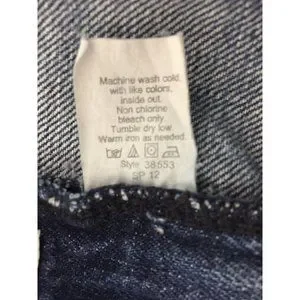 Machine wash cold
with like colors,
inside out.
Non chlorine
bleach only.
Tumble dry low
Warm iron as needed.
Style 38553
SP 12